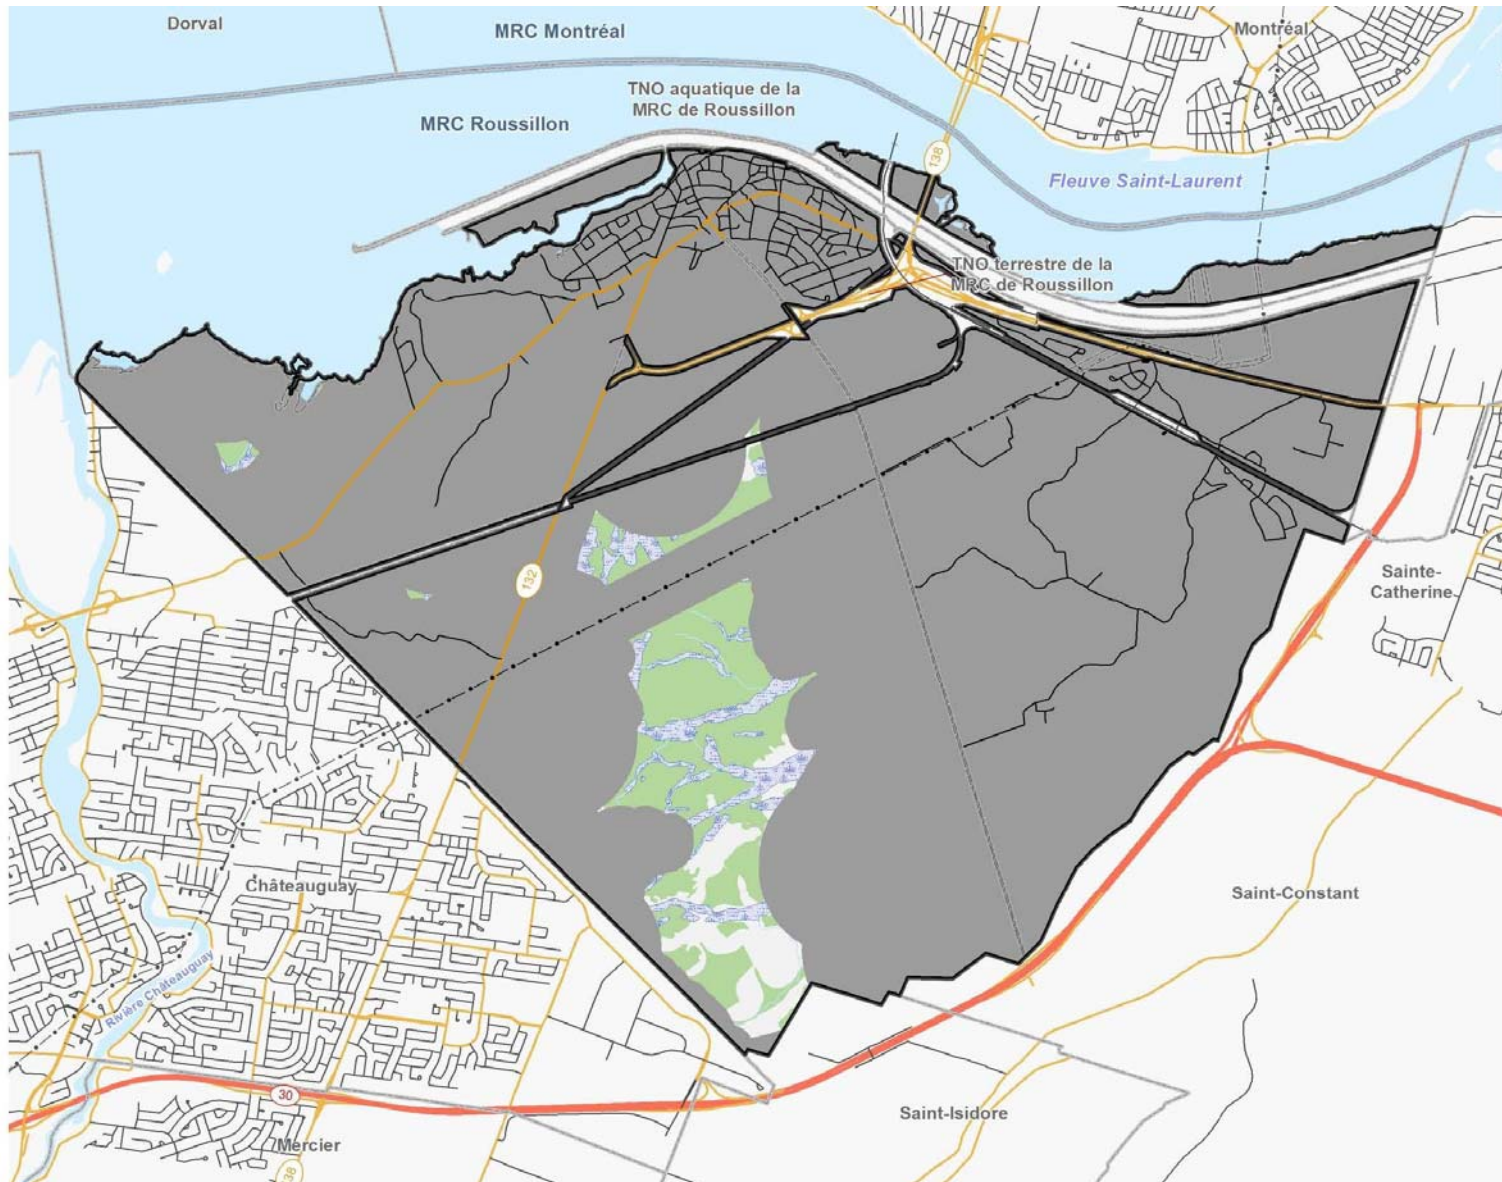 Dorval
MRC Montréal
Montréal
TNO aquatique de la
MRC de Roussillon
MRC Roussillon
138
Fleuve Saint-Laurent
TNO terrestre de la
MRC de Roussillon
132
Sainte-
Catherine
Châteauguay
Saint-Constant
Rivière Châteauguay
30
Saint-Isidore
Mercier
138